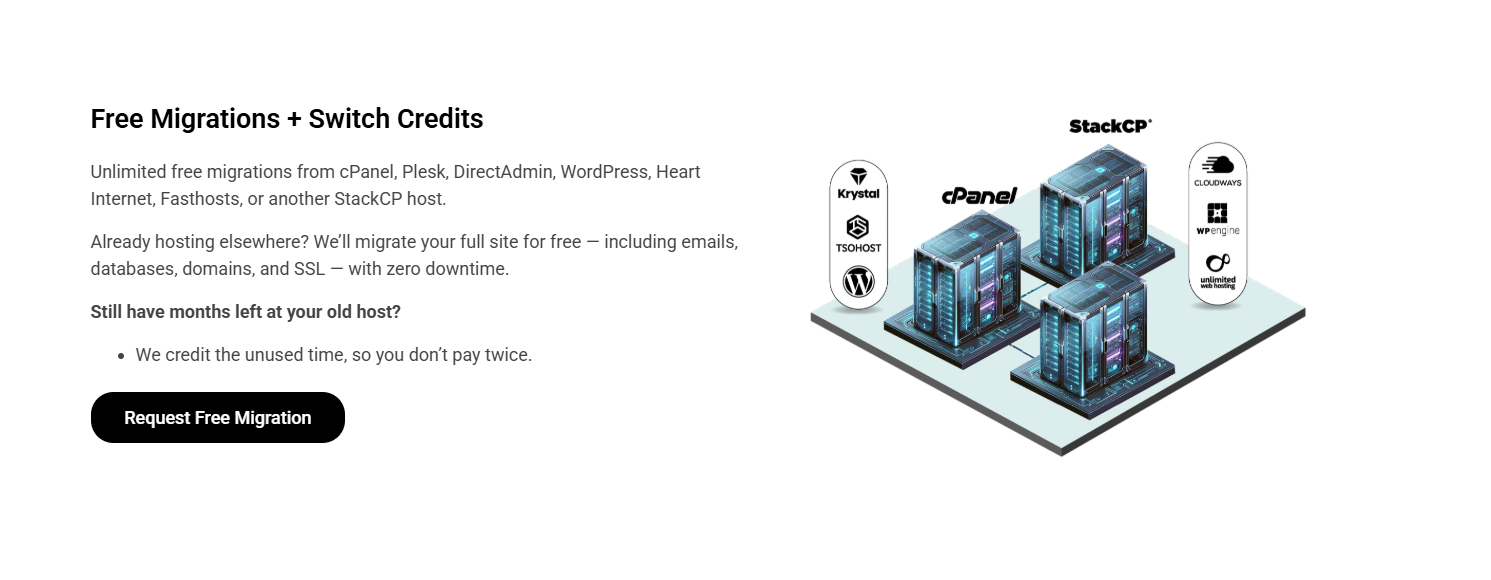 Free Migrations + Switch Credits
Unlimited free migrations from cPanel, Plesk, DirectAdmin, WordPress, Heart
Internet, Fasthosts, or another StackCP host.
Already hosting elsewhere? We’ll migrate your full site for free — including emails,
databases, domains, and SSL — with zero downtime.
Still have months left at your old host?
• We credit the unused time, so you don’t pay twice.
Request Free Migration
StackCP®
cPanel
Krystal
TSOHOST
CLOUDWAYS
WP engine
unlimited
web hosting